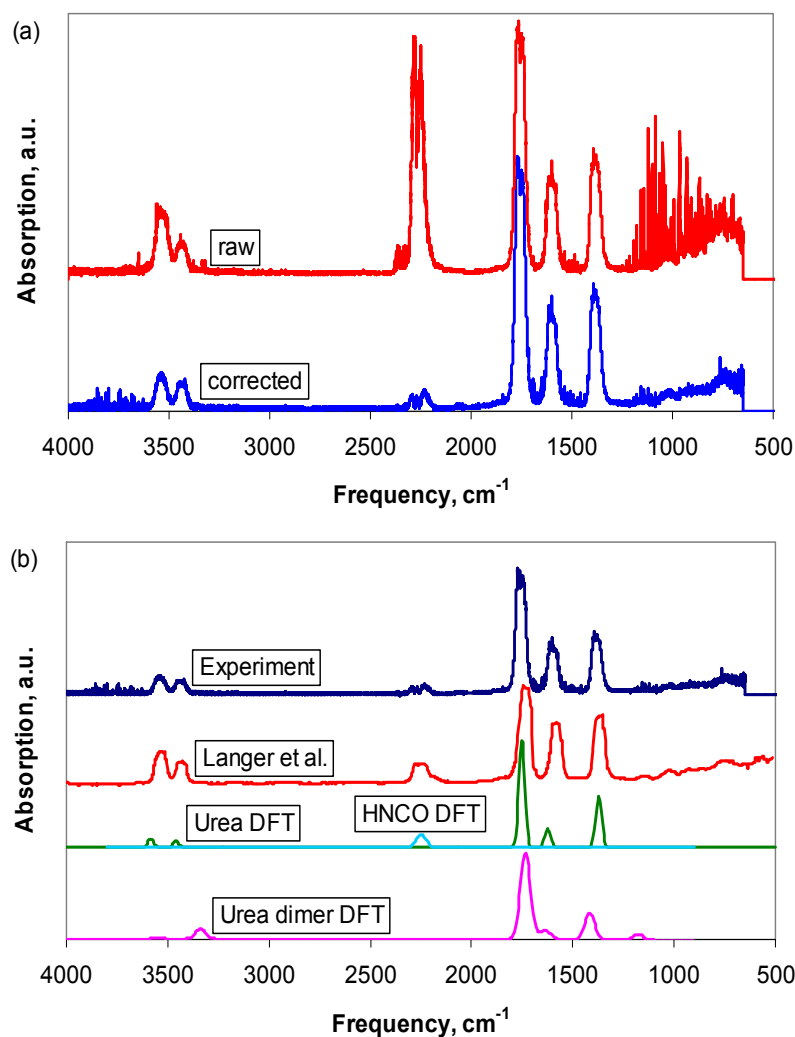 (a)
Absorption, a.u.
raw
corrected
4000 3500 3000 2500 2000 1500 1000 500
Frequency, cm⁻¹
(b)
Absorption, a.u.
Experiment
Langer et al.
Urea DFT
HNCO DFT
Urea dimer DFT
4000 3500 3000 2500 2000 1500 1000 500
Frequency, cm⁻¹